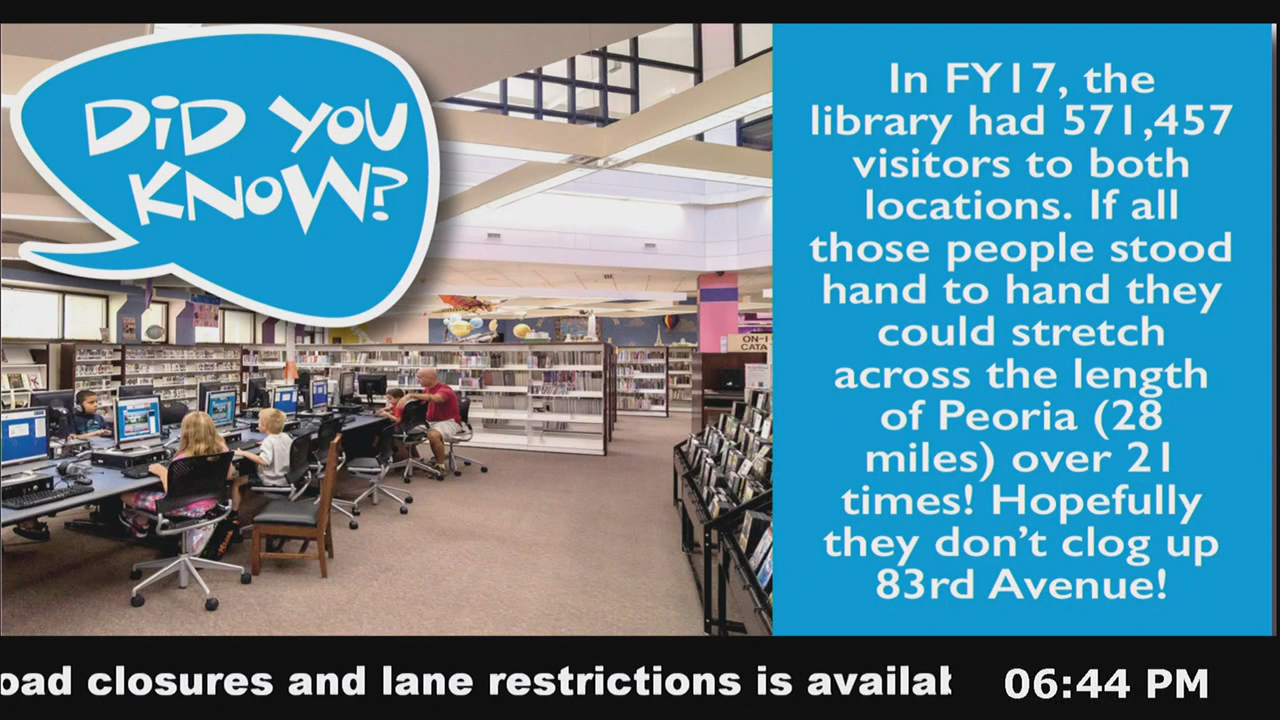 DiD YOU
KNOW?
In FY17, the
library had 571,457
visitors to both
locations. If all
those people stood
hand to hand they
could stretch
across the length
of Peoria (28
miles) over 21
times! Hopefully
they don't clog up
83rd Avenue!
ON-
CATA
oad closures and lane restrictions is availab
06:44 PM